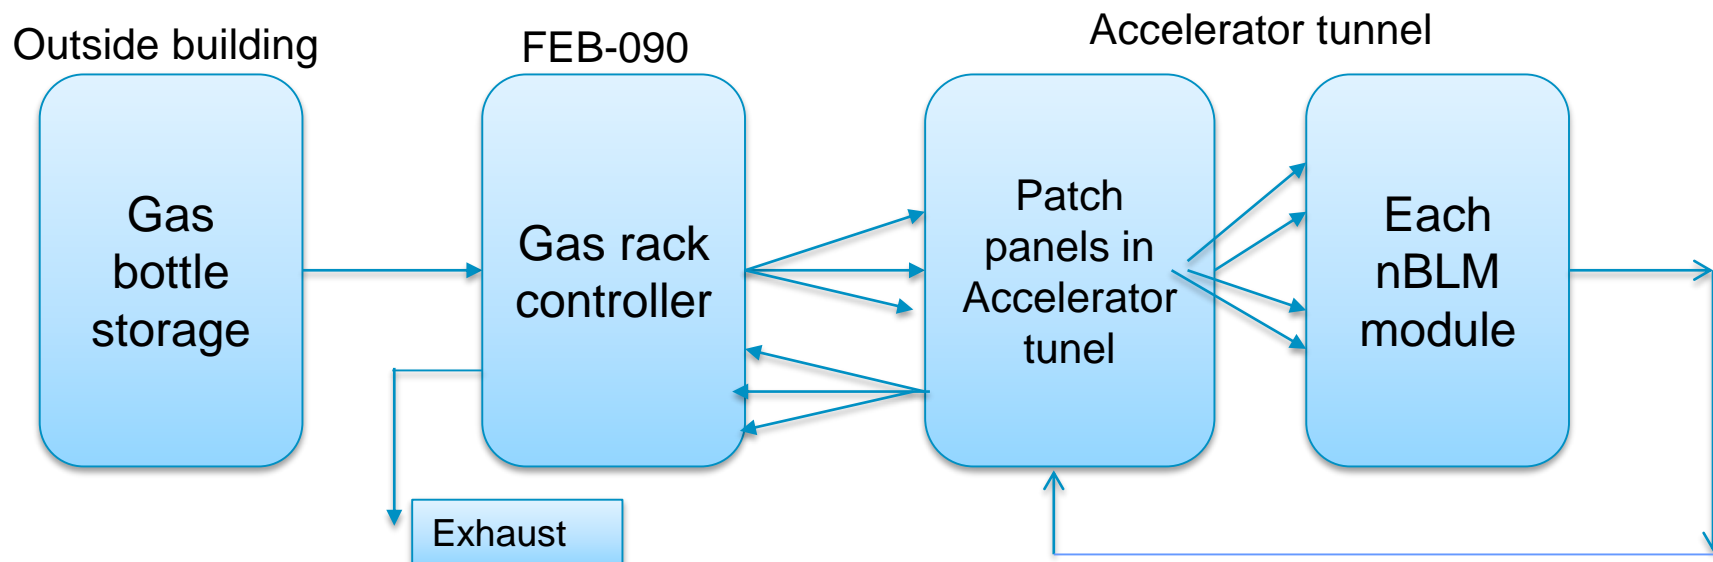 Outside building
FEB-090
Accelerator tunnel
Gas
bottle
storage
Gas rack
controller
Patch
panels in
Accelerator
tunel
Each
nBLM
module
Exhaust